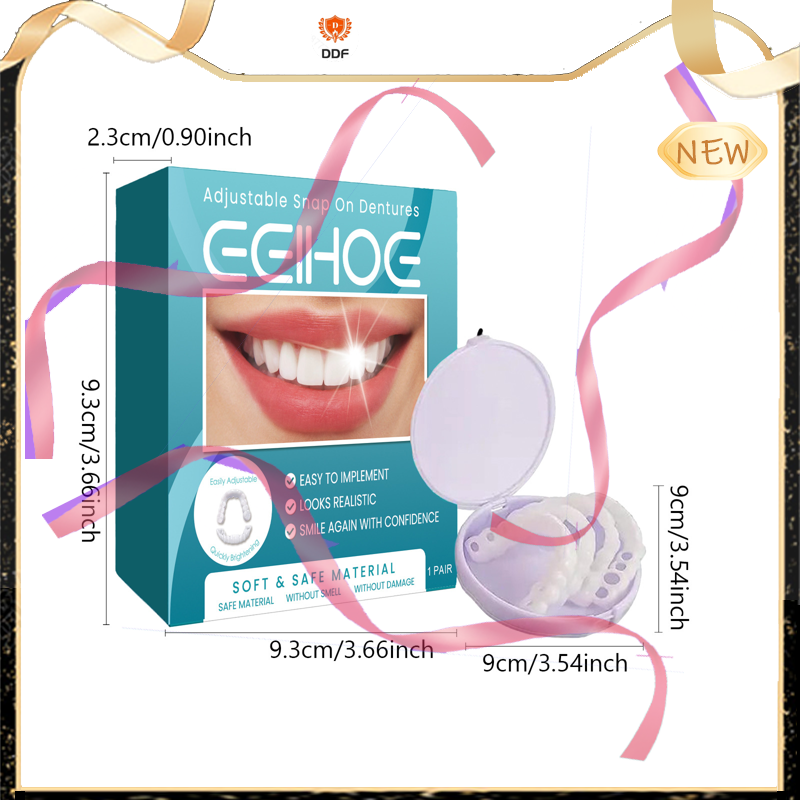 DDF
NEW
2.3cm/0.90inch
Adjustable Snap On Dentures
EEIHOE
9.3cm/3.66inch
Easily Adjustable
Quickly Brightening
EASY TO IMPLEMENT
LOOKS REALISTIC
SMILE AGAIN WITH CONFIDENCE
SOFT & SAFE MATERIAL
SAFE MATERIAL WITHOUT SMELL WITHOUT DAMAGE
1 PAIR
9cm/3.54inch
9.3cm/3.66inch
9cm/3.54inch